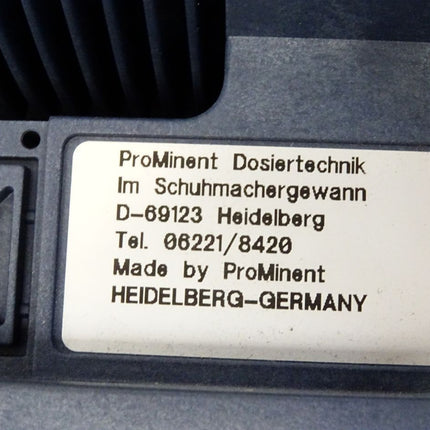 ProMinent Dosiertechnik
Im Schuhmachergewann
D-69123 Heidelberg
Tel. 06221/8420
Made by ProMinent
HEIDELBERG-GERMANY